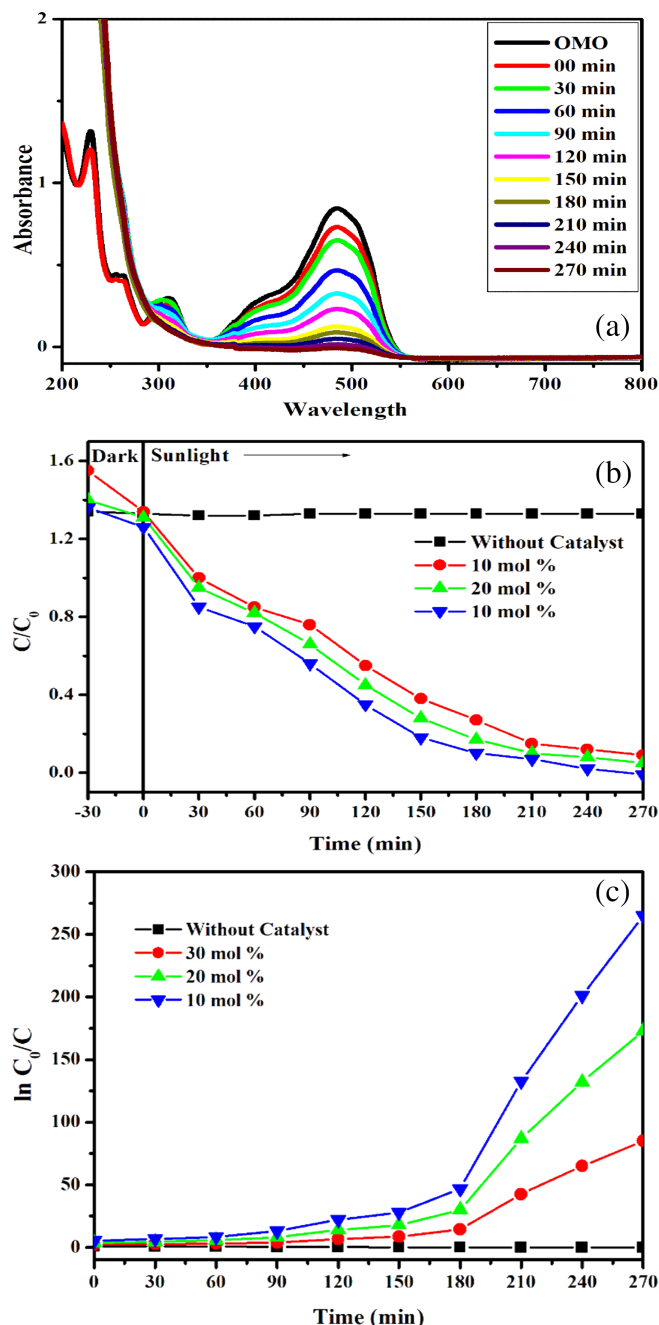 2
OMO
00 min
30 min
60 min
90 min
120 min
150 min
180 min
210 min
240 min
270 min
1
0
Absorbance
(a)
200 300 400 500 600 700 800
Wavelength
Dark Sunlight
(b)
1.6
1.2
0.8
0.4
0.0
C/C₀
Without Catalyst
10 mol %
20 mol %
10 mol %
-30 0 30 60 90 120 150 180 210 240 270
Time (min)
300
250
200
150
100
50
0
ln C₀/C
(c)
Without Catalyst
30 mol %
20 mol %
10 mol %
0 30 60 90 120 150 180 210 240 270
Time (min)